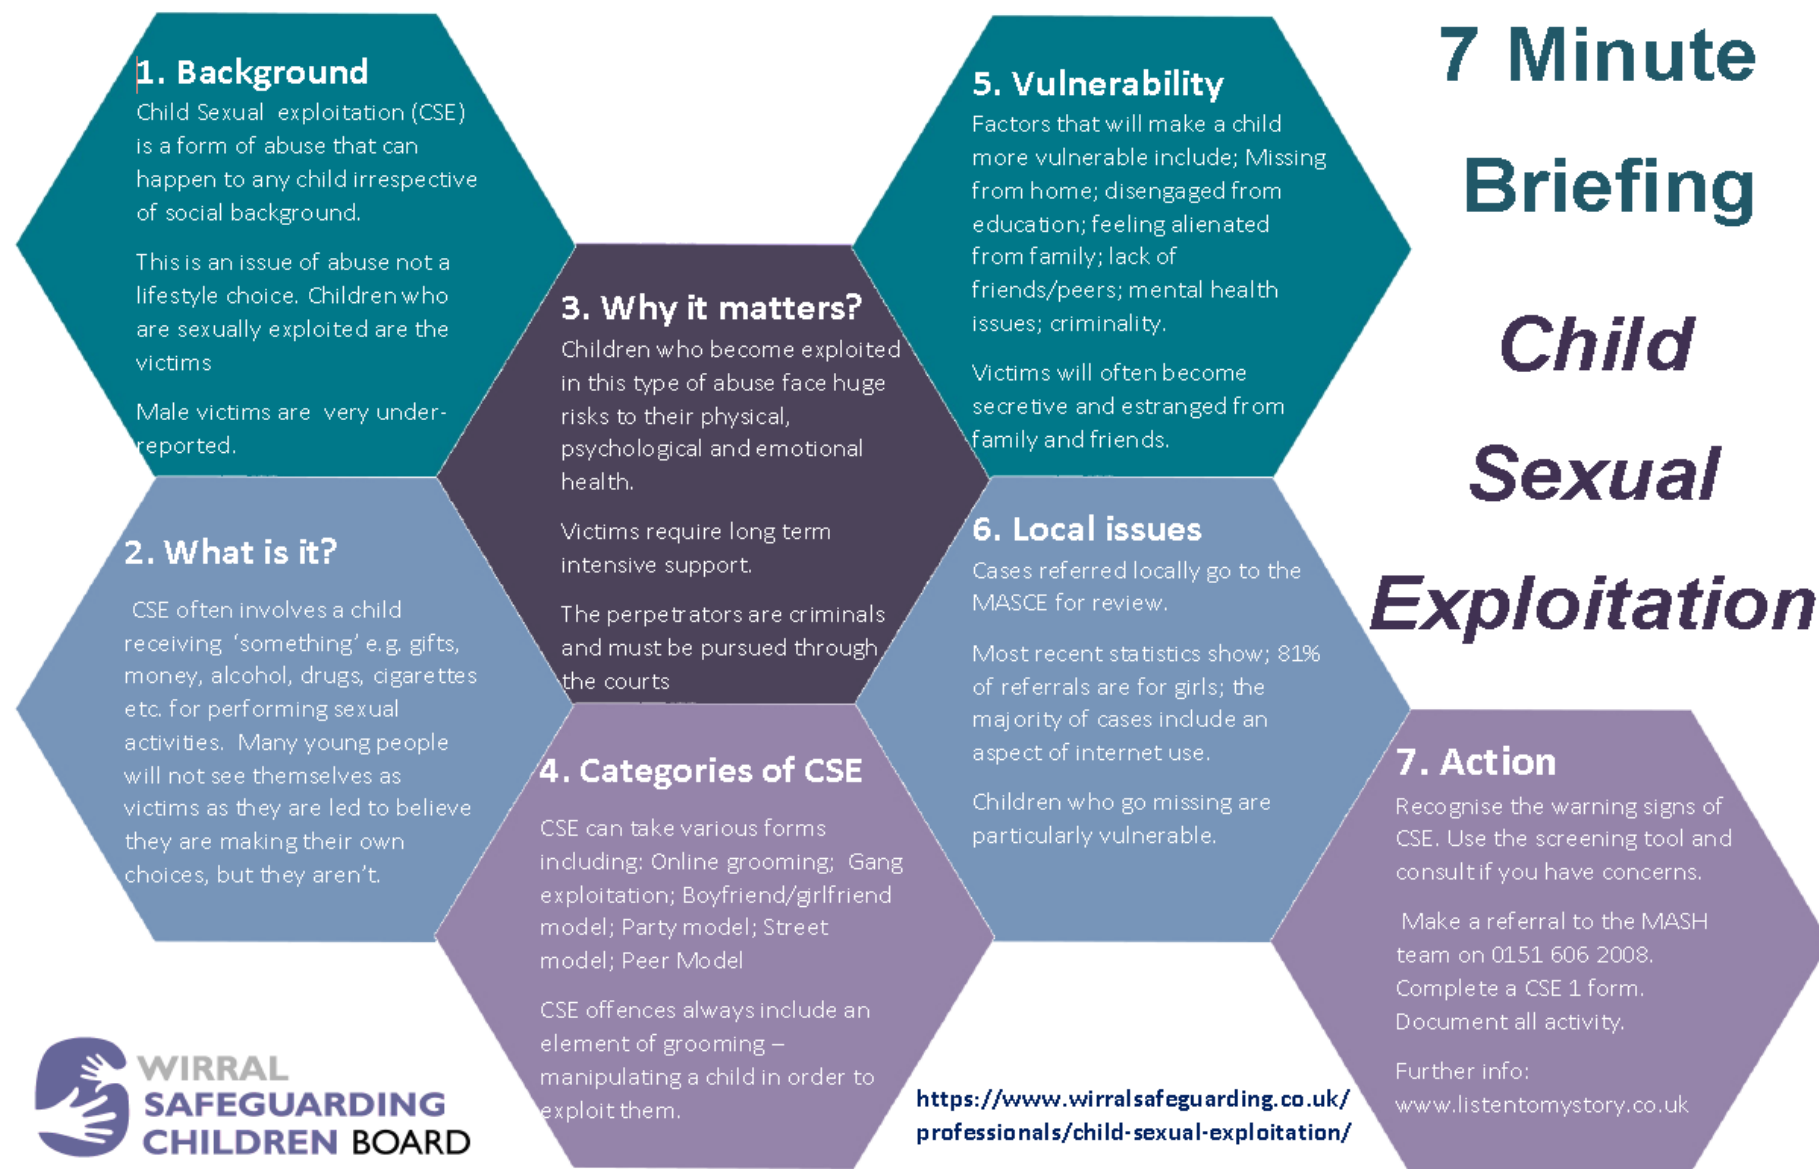 7 Minute
Briefing
Child
Sexual
Exploitation
1. Background
Child Sexual exploitation (CSE)
is a form of abuse that can
happen to any child irrespective
of social background.
This is an issue of abuse not a
lifestyle choice. Children who
are sexually exploited are the
victims
Male victims are very under-
reported.
2. What is it?
CSE often involves a child
receiving ‘something’ e.g. gifts,
money, alcohol, drugs, cigarettes
etc. for performing sexual
activities. Many young people
will not see themselves as
victims as they are led to believe
they are making their own
choices, but they aren’t.
3. Why it matters?
Children who become exploited
in this type of abuse face huge
risks to their physical,
psychological and emotional
health.
Victims require long term
intensive support.
The perpetrators are criminals
and must be pursued through
the courts
4. Categories of CSE
CSE can take various forms
including: Online grooming; Gang
exploitation; Boyfriend/girlfriend
model; Party model; Street
model; Peer Model
CSE offences always include an
element of grooming –
manipulating a child in order to
exploit them.
5. Vulnerability
Factors that will make a child
more vulnerable include; Missing
from home; disengaged from
education; feeling alienated
from family; lack of
friends/peers; mental health
issues; criminality.
Victims will often become
secretive and estranged from
family and friends.
6. Local issues
Cases referred locally go to the
MASCE for review.
Most recent statistics show; 81%
of referrals are for girls; the
majority of cases include an
aspect of internet use.
Children who go missing are
particularly vulnerable.
7. Action
Recognise the warning signs of
CSE. Use the screening tool and
consult if you have concerns.
Make a referral to the MASH
team on 0151 606 2008.
Complete a CSE 1 form.
Document all activity.
Further info:
www.listentomystory.co.uk
WIRRAL
SAFEGUARDING
CHILDREN BOARD
https://www.wirralsafeguarding.co.uk/
professionals/child-sexual-exploitation/